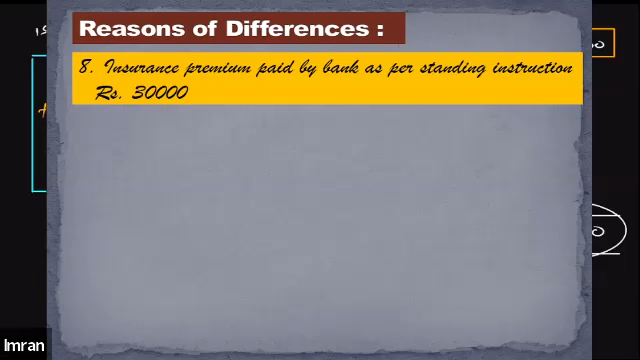 Reasons of Differences :
8. Insurance premium paid by bank as per standing instruction
Rs. 30000
Imran